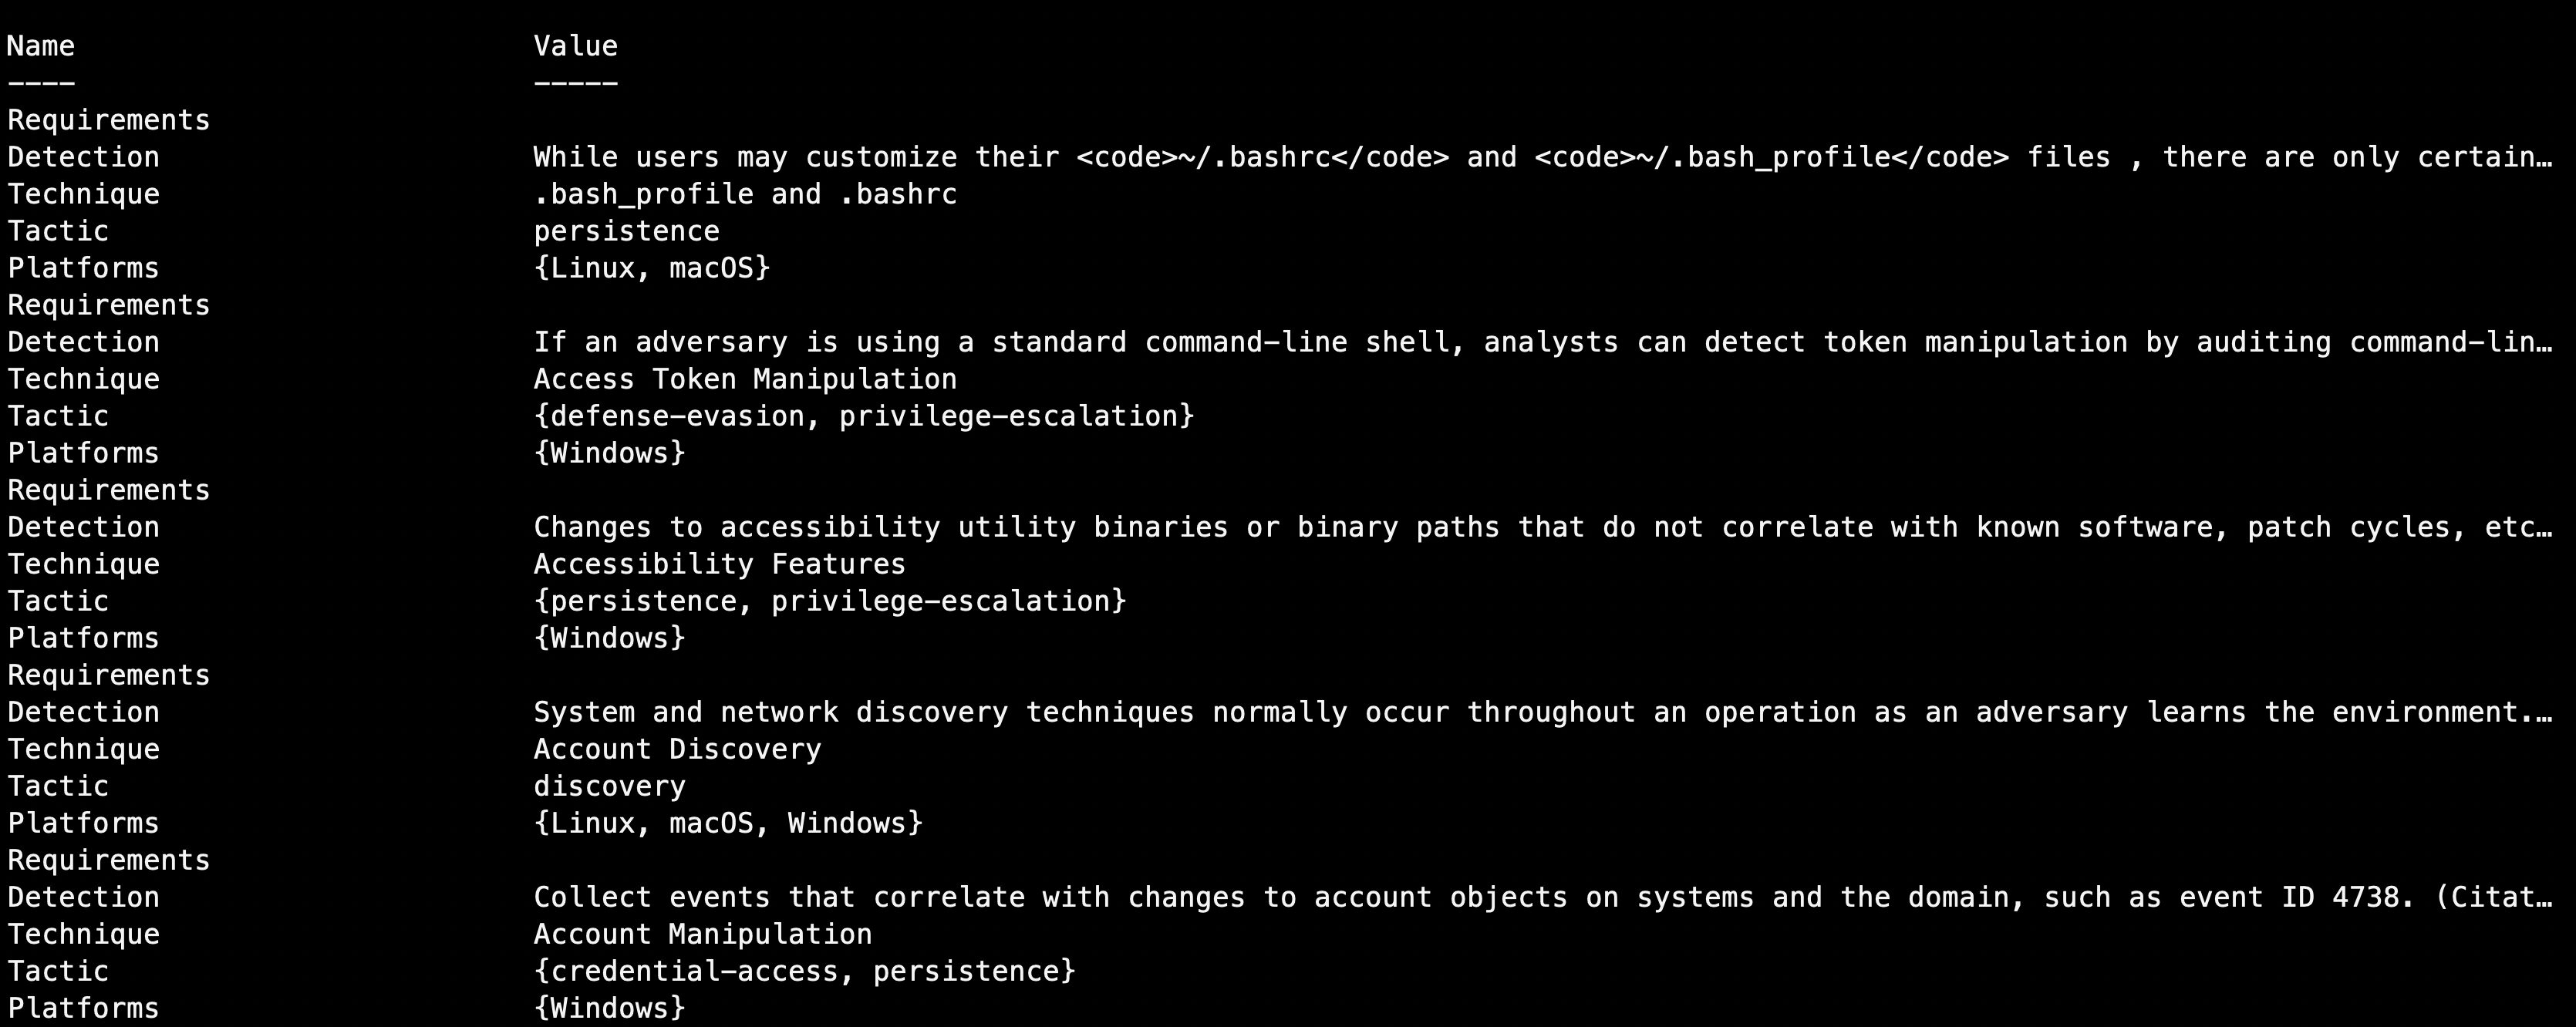 Name Value
---- -----
Requirements
Detection While users may customize their <code>~/.bashrc</code> and <code>~/.bash_profile</code> files , there are only certain…
Technique .bash_profile and .bashrc
Tactic persistence
Platforms {Linux, macOS}
Requirements
Detection If an adversary is using a standard command-line shell, analysts can detect token manipulation by auditing command-lin…
Technique Access Token Manipulation
Tactic {defense-evasion, privilege-escalation}
Platforms {Windows}
Requirements
Detection Changes to accessibility utility binaries or binary paths that do not correlate with known software, patch cycles, etc…
Technique Accessibility Features
Tactic {persistence, privilege-escalation}
Platforms {Windows}
Requirements
Detection System and network discovery techniques normally occur throughout an operation as an adversary learns the environment.…
Technique Account Discovery
Tactic discovery
Platforms {Linux, macOS, Windows}
Requirements
Detection Collect events that correlate with changes to account objects on systems and the domain, such as event ID 4738. (Citat…
Technique Account Manipulation
Tactic {credential-access, persistence}
Platforms {Windows}